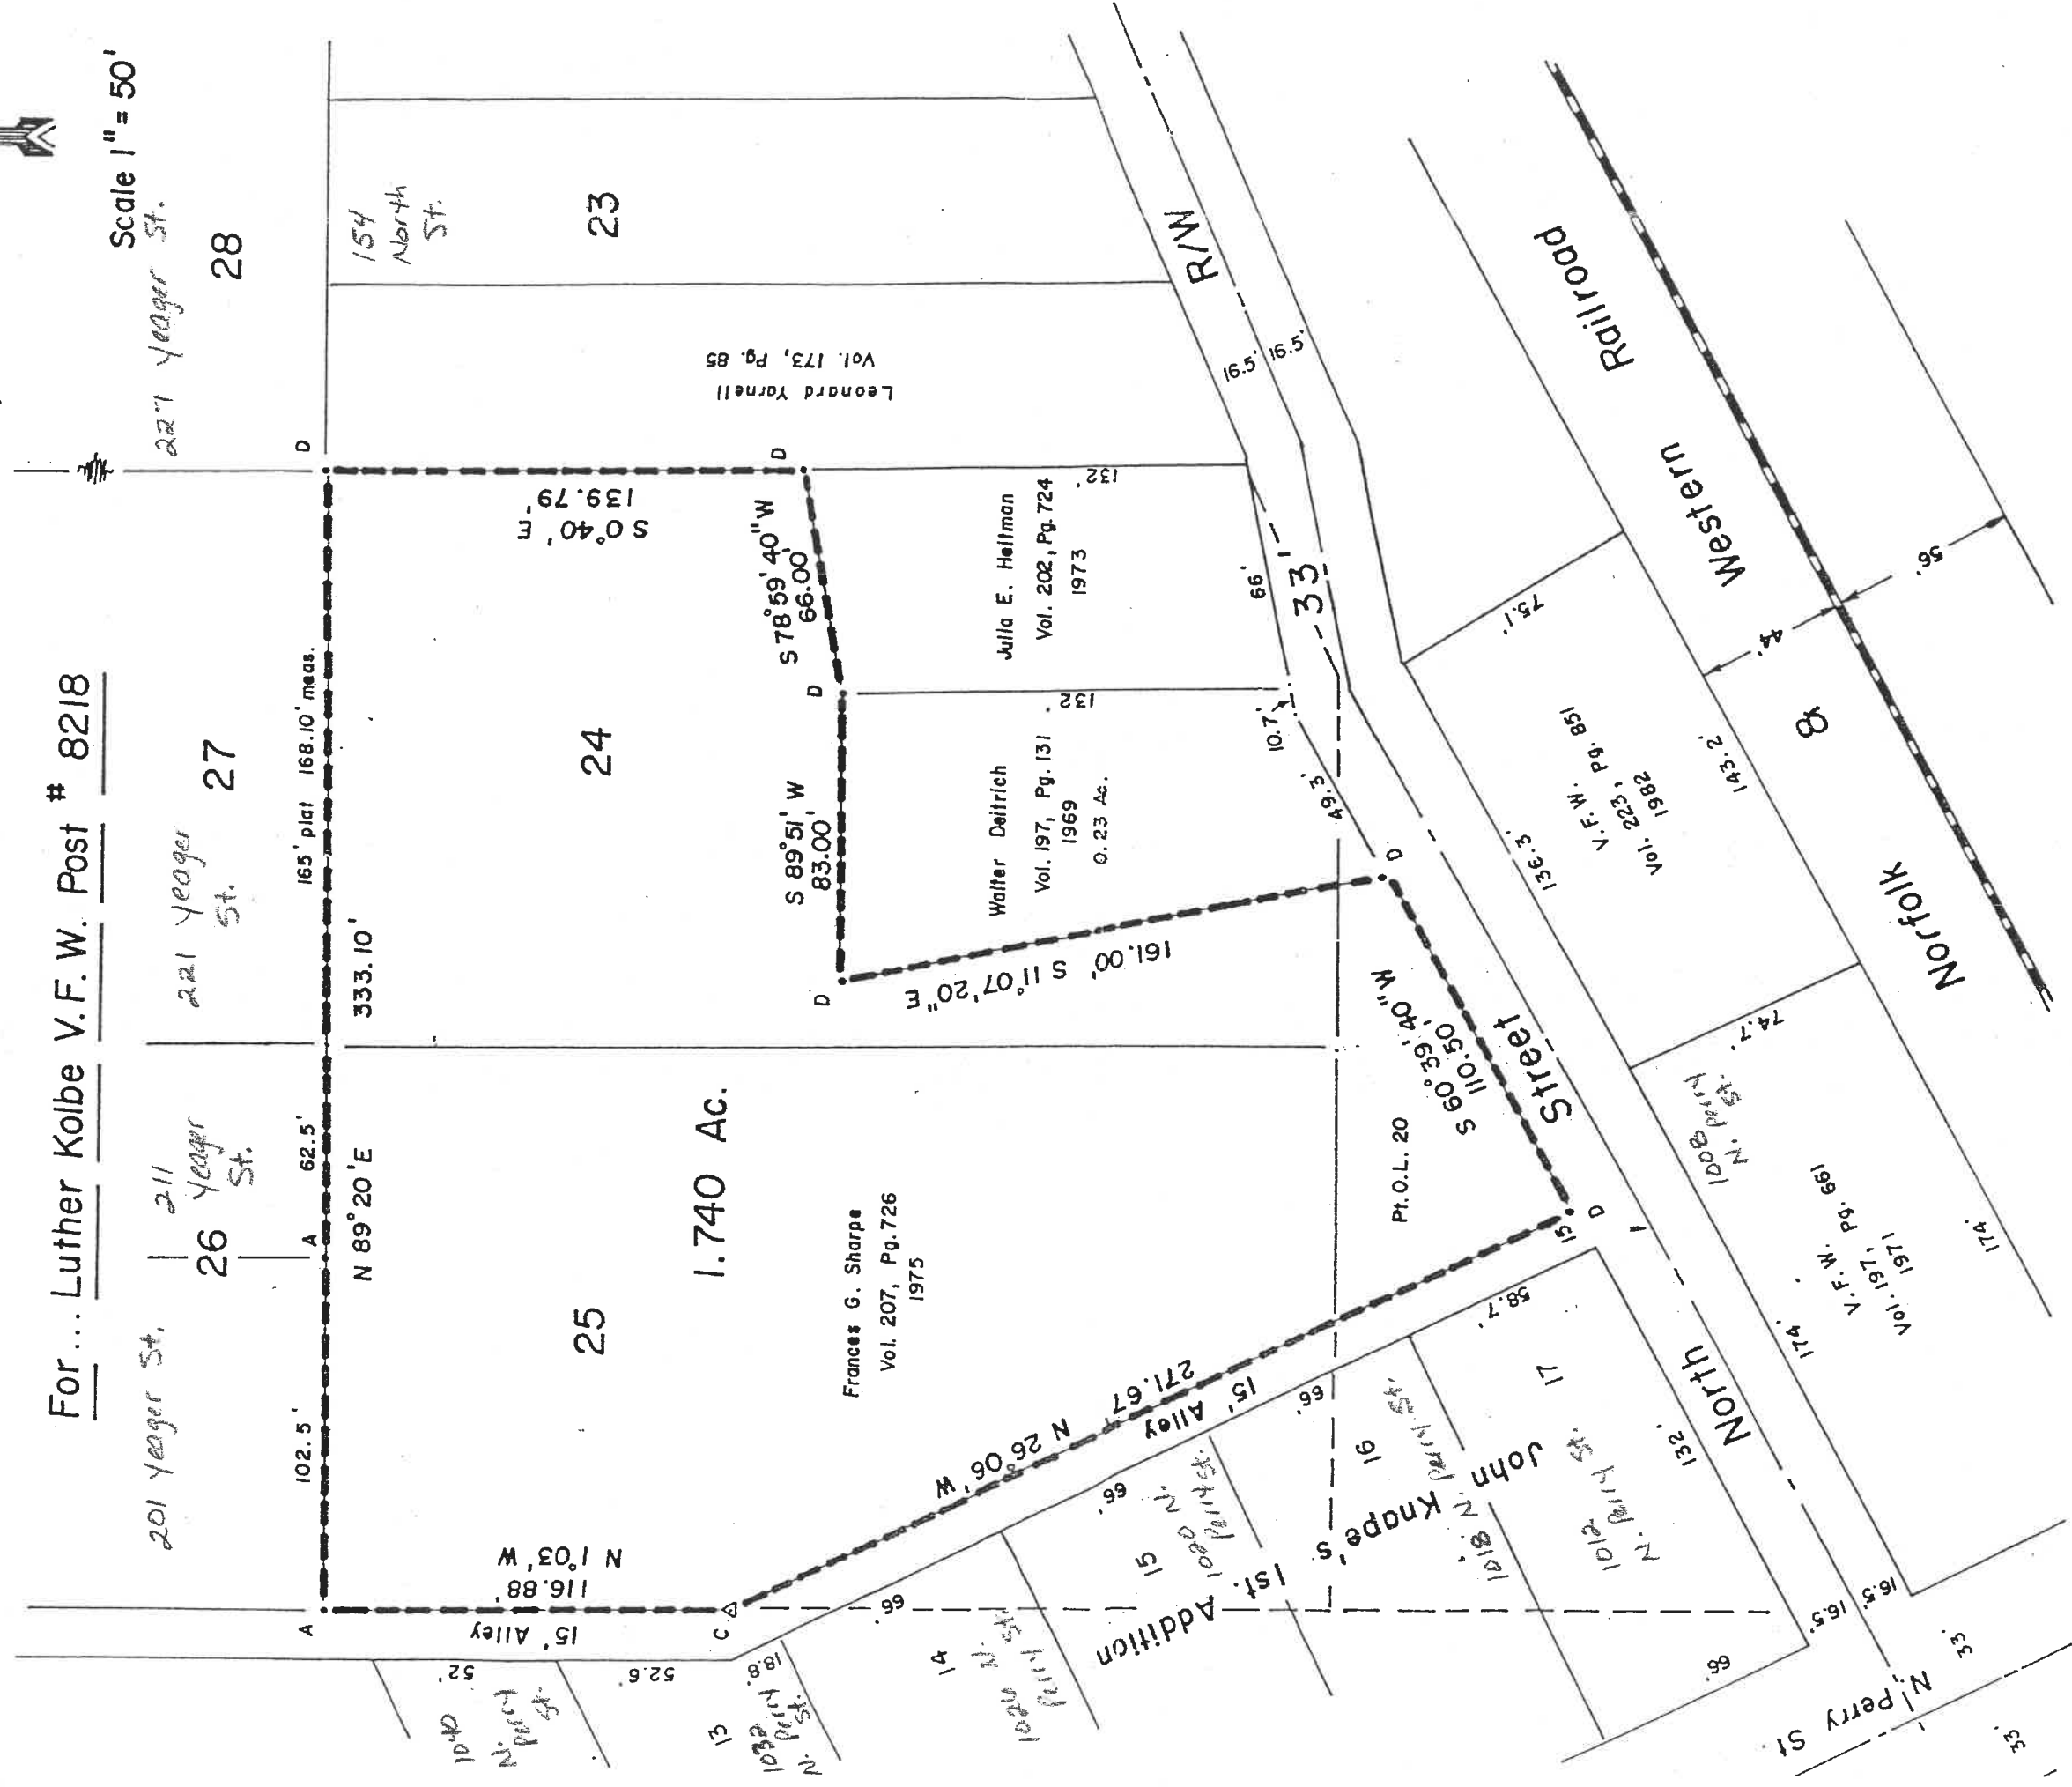 Scale 1" = 50'
For... Luther Kolbe V.F.W. Post # 8218
201 Yeager St.
26
211
Yeager
St.
221 Yeager
St.
27
227 Yeager St.
28
A
102.5'
A
62.5'
165' plat 168.10' meas.
D
N 89°20'E
333.10'
154
North
St.
23
Leonard Yarnell
Vol. 173, Pg. 85
S 0°40' E
139.79'
D
S 78°59'40" W
66.00'
D
S 89°51' W
83.00'
D
24
25
1.740 Ac.
Frances G. Sharpe
Vol. 207, Pg. 726
1975
N 1°03' W
116.88'
15' Alley
C
N 26°06' W
271.67'
15' Alley
161.00' S 11°07'20" E
Walter Deitrich
Vol. 197, Pg. 131
1969
0.23 Ac.
132'
Julia E. Heitman
Vol. 202, Pg. 724
1973
132'
66'
10.7'
49.3'
D
Pt. O.L. 20
S 60°39'40" W
110.50'
D
15'
R/W
16.5'
16.5'
33'
North Street
52'
52.6'
18.8'
66'
66'
66'
58.7'
1040
N.
Perry
St.
13
1032
N. Perry
St.
14
1024 N.
Perry St.
15
1020 N.
Perry St.
16
1018 N. Perry St.
17
1012
N. Perry St.
John Knape's 1st. Addition
132'
66'
16.5'
16.5'
33'
33'
N. Perry St.
136.3'
75.1'
V.F.W.
Vol. 223, Pg. 851
1982
143.2'
74.7'
1008
N. Perry
St.
V.F.W.
Vol. 197, Pg. 661
1971
174'
174'
44'
56'
Norfolk & Western Railroad